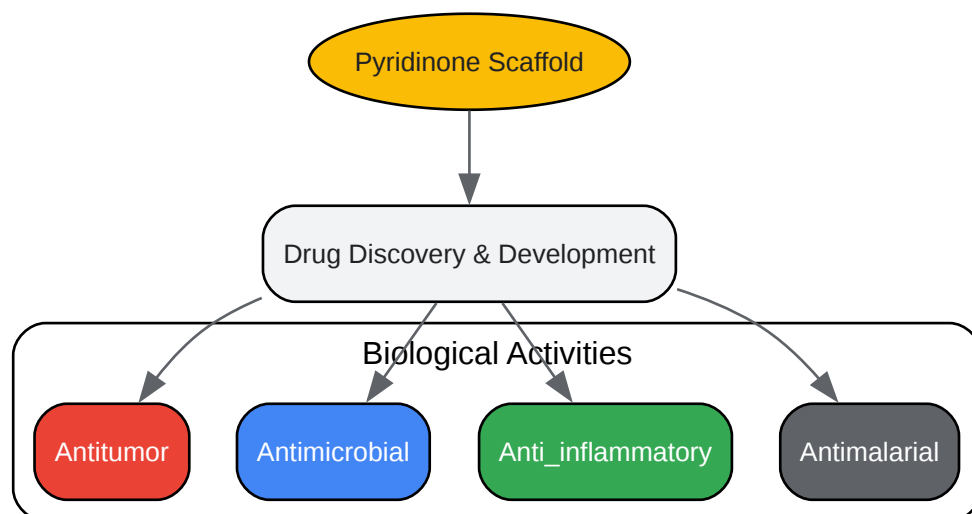 Pyridinone Scaffold
Drug Discovery & Development
Biological Activities
Antitumor
Antimicrobial
Anti_inflammatory
Antimalarial